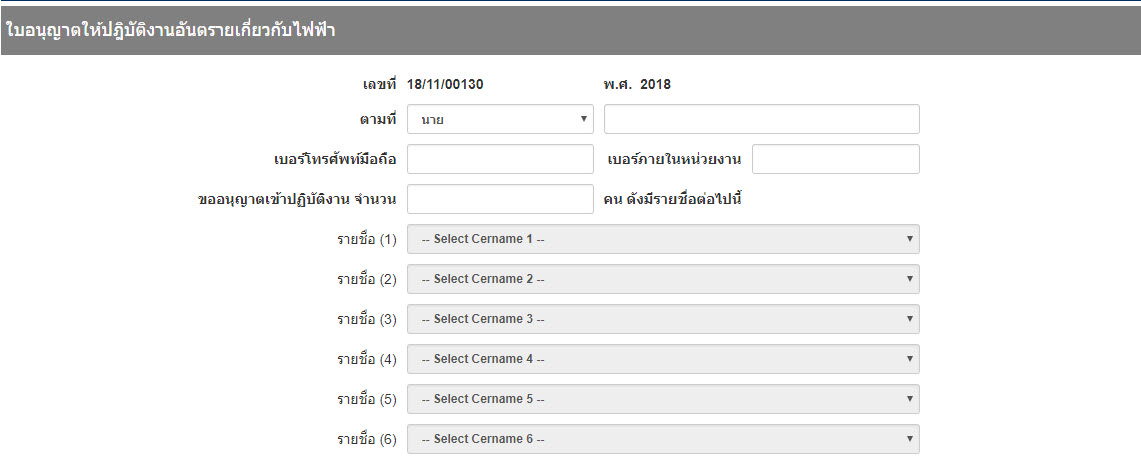 ใบอนุญาตให้ปฎิบัติงานอันตรายเกี่ยวกับไฟฟ้า
เลขที่ 18/11/00130 พ.ศ. 2018
ตามที่ นาย
เบอร์โทรศัพท์มือถือ เบอร์ภายในหน่วยงาน
ขออนุญาตเข้าปฏิบัติงาน จำนวน คน ดังมีรายชื่อต่อไปนี้
รายชื่อ (1) -- Select Cername 1 --
รายชื่อ (2) -- Select Cername 2 --
รายชื่อ (3) -- Select Cername 3 --
รายชื่อ (4) -- Select Cername 4 --
รายชื่อ (5) -- Select Cername 5 --
รายชื่อ (6) -- Select Cername 6 --